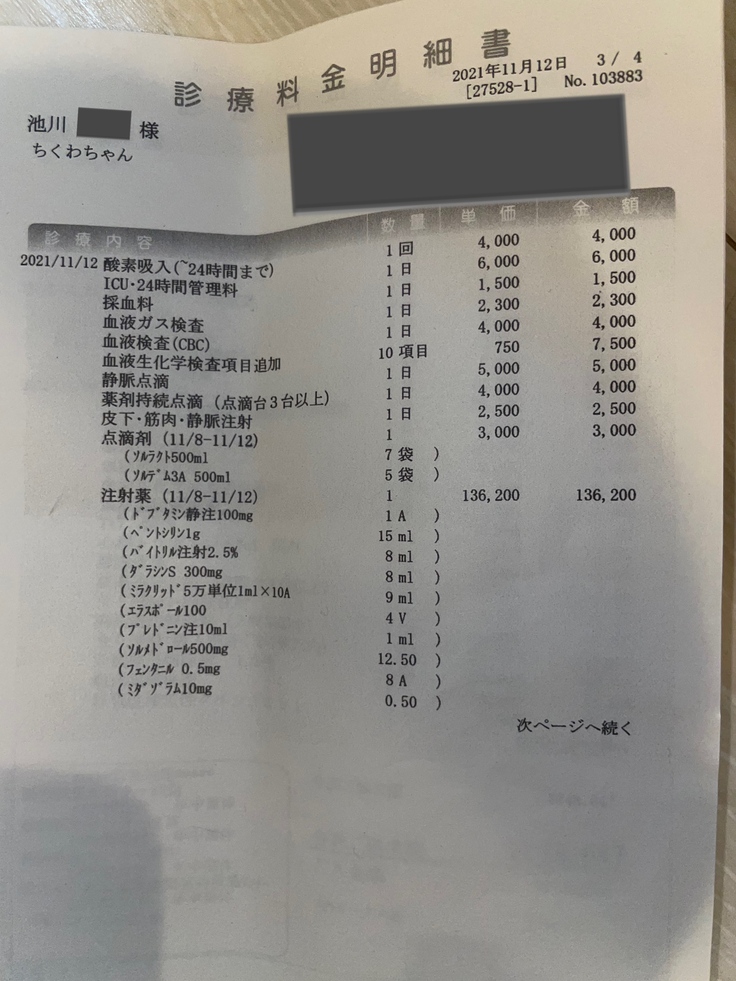 診療料金明細書
2021年11月12日 3 / 4
[27528-1] No. 103883
池川 様
ちくわちゃん
診療内容 数量 単価 金額
2021/11/12 酸素吸入(~24時間まで) 1 回 4,000 4,000
ICU・24時間管理料 1 日 6,000 6,000
採血料 1 日 1,500 1,500
血液ガス検査 1 日 2,300 2,300
血液検査(CBC) 1 日 4,000 4,000
血液生化学検査項目追加 10 項目 750 7,500
静脈点滴 1 日 5,000 5,000
薬剤持続点滴 (点滴台3台以上) 1 日 4,000 4,000
皮下・筋肉・静脈注射 1 日 2,500 2,500
点滴剤 (11/8-11/12) 1 3,000 3,000
(ｿﾙﾗｸﾄ500ml 7 袋 )
(ｿﾙﾃﾞﾑ3A 500ml 5 袋 )
注射薬 (11/8-11/12) 1 136,200 136,200
(ﾄﾞﾌﾞﾀﾐﾝ静注100mg 1 A )
(ﾍﾟﾝﾄｼﾘﾝ1g 15 ml )
(ﾊﾞｲﾄﾘﾙ注射2.5% 8 ml )
(ﾀﾞﾗｼﾝS 300mg 8 ml )
(ﾐﾗｸﾘｯﾄﾞ5万単位1ml×10A 9 ml )
(ｴﾗｽﾎﾟｰﾙ100 4 V )
(ﾌﾟﾚﾄﾞﾆﾝ注10ml 1 ml )
(ｿﾙﾒﾄﾞﾛｰﾙ500mg 12.50 )
(ﾌｪﾝﾀﾆﾙ 0.5mg 8 A )
(ﾐﾀﾞｿﾞﾗﾑ10mg 0.50 )
次ページへ続く